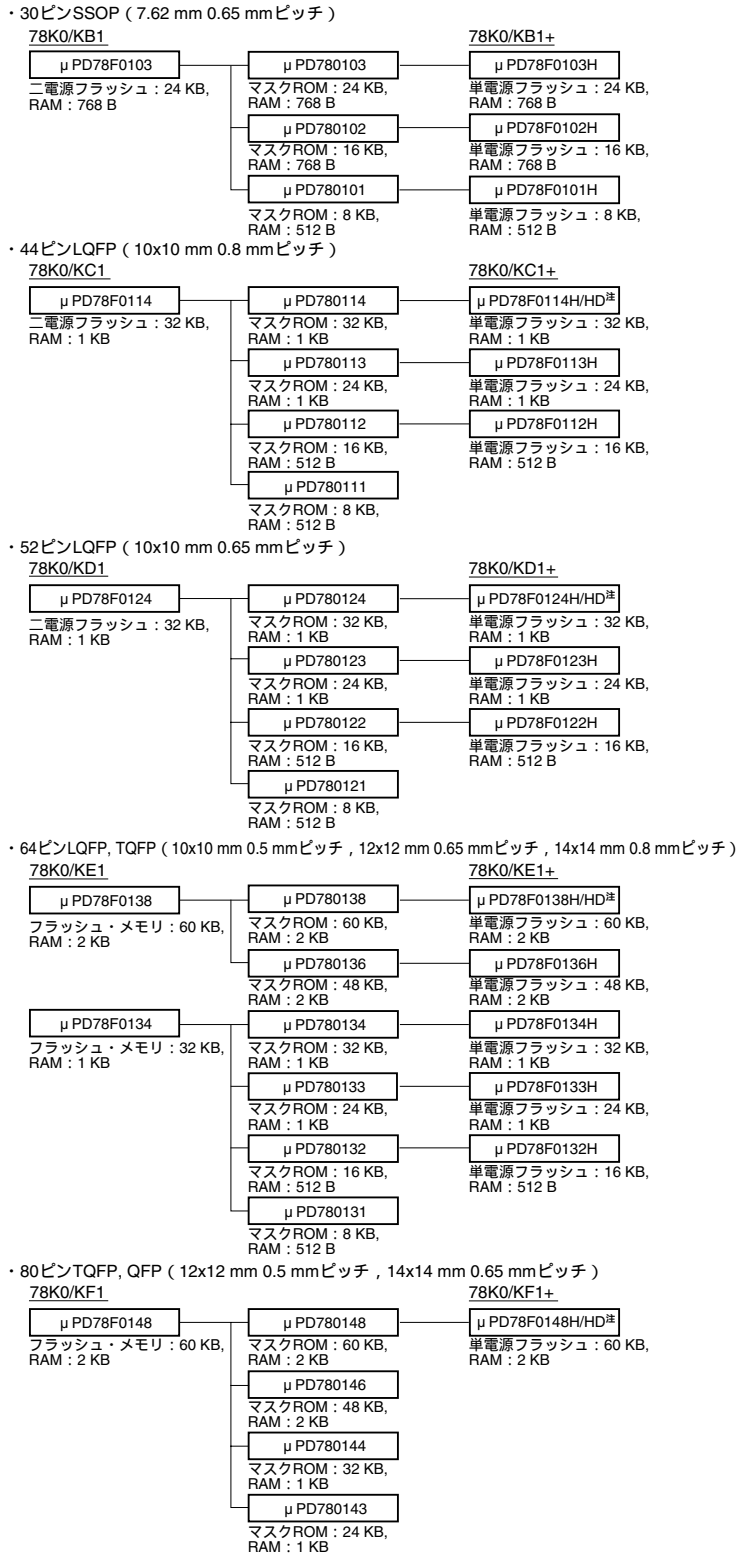 ・30ピンSSOP（7.62 mm 0.65 mmピッチ）
78K0/KB1 78K0/KB1+
μPD78F0103 μPD780103 μPD78F0103H
二電源フラッシュ：24 KB, マスクROM：24 KB, 単電源フラッシュ：24 KB,
RAM：768 B RAM：768 B RAM：768 B
μPD780102 μPD78F0102H
マスクROM：16 KB, 単電源フラッシュ：16 KB,
RAM：768 B RAM：768 B
μPD780101 μPD78F0101H
マスクROM：8 KB, 単電源フラッシュ：8 KB,
RAM：512 B RAM：512 B
・44ピンLQFP（10x10 mm 0.8 mmピッチ）
78K0/KC1 78K0/KC1+
μPD78F0114 μPD780114 μPD78F0114H/HD注
二電源フラッシュ：32 KB, マスクROM：32 KB, 単電源フラッシュ：32 KB,
RAM：1 KB RAM：1 KB RAM：1 KB
μPD780113 μPD78F0113H
マスクROM：24 KB, 単電源フラッシュ：24 KB,
RAM：1 KB RAM：1 KB
μPD780112 μPD78F0112H
マスクROM：16 KB, 単電源フラッシュ：16 KB,
RAM：512 B RAM：512 B
μPD780111
マスクROM：8 KB,
RAM：512 B
・52ピンLQFP（10x10 mm 0.65 mmピッチ）
78K0/KD1 78K0/KD1+
μPD78F0124 μPD780124 μPD78F0124H/HD注
二電源フラッシュ：32 KB, マスクROM：32 KB, 単電源フラッシュ：32 KB,
RAM：1 KB RAM：1 KB RAM：1 KB
μPD780123 μPD78F0123H
マスクROM：24 KB, 単電源フラッシュ：24 KB,
RAM：1 KB RAM：1 KB
μPD780122 μPD78F0122H
マスクROM：16 KB, 単電源フラッシュ：16 KB,
RAM：512 B RAM：512 B
μPD780121
マスクROM：8 KB,
RAM：512 B
・64ピンLQFP, TQFP（10x10 mm 0.5 mmピッチ，12x12 mm 0.65 mmピッチ，14x14 mm 0.8 mmピッチ）
78K0/KE1 78K0/KE1+
μPD78F0138 μPD780138 μPD78F0138H/HD注
フラッシュ・メモリ：60 KB, マスクROM：60 KB, 単電源フラッシュ：60 KB,
RAM：2 KB RAM：2 KB RAM：2 KB
μPD780136 μPD78F0136H
マスクROM：48 KB, 単電源フラッシュ：48 KB,
RAM：2 KB RAM：2 KB
μPD78F0134 μPD780134 μPD78F0134H
フラッシュ・メモリ：32 KB, マスクROM：32 KB, 単電源フラッシュ：32 KB,
RAM：1 KB RAM：1 KB RAM：1 KB
μPD780133 μPD78F0133H
マスクROM：24 KB, 単電源フラッシュ：24 KB,
RAM：1 KB RAM：1 KB
μPD780132 μPD78F0132H
マスクROM：16 KB, 単電源フラッシュ：16 KB,
RAM：512 B RAM：512 B
μPD780131
マスクROM：8 KB,
RAM：512 B
・80ピンTQFP, QFP（12x12 mm 0.5 mmピッチ，14x14 mm 0.65 mmピッチ）
78K0/KF1 78K0/KF1+
μPD78F0148 μPD780148 μPD78F0148H/HD注
フラッシュ・メモリ：60 KB, マスクROM：60 KB, 単電源フラッシュ：60 KB,
RAM：2 KB RAM：2 KB RAM：2 KB
μPD780146
マスクROM：48 KB,
RAM：2 KB
μPD780144
マスクROM：32 KB,
RAM：1 KB
μPD780143
マスクROM：24 KB,
RAM：1 KB